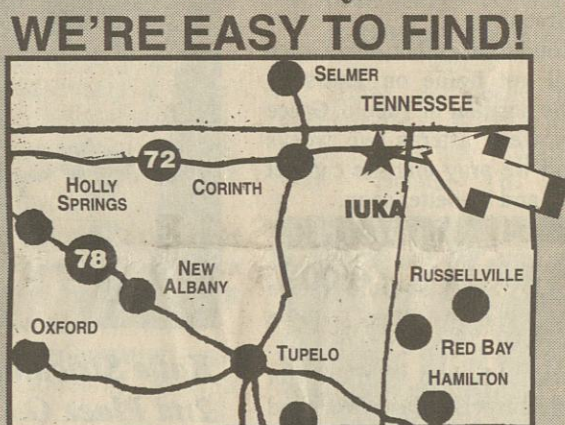 WE'RE EASY TO FIND!
SELMER
TENNESSEE
72
CORINTH
HOLLY
SPRINGS
IUKA
78
NEW
ALBANY
RUSSELLVILLE
OXFORD
TUPELO
RED BAY
HAMILTON